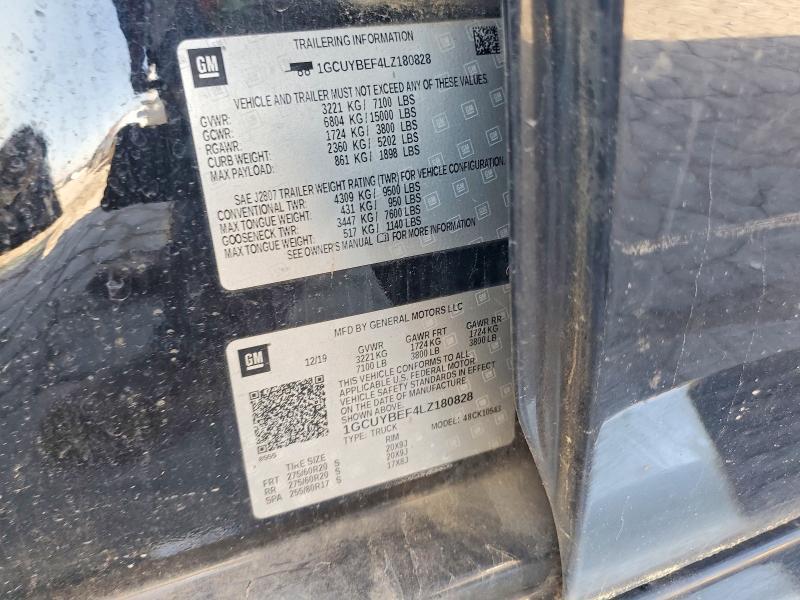 GM
TRAILERING INFORMATION
1GCUYBEF4LZ180828
VEHICLE AND TRAILER MUST NOT EXCEED ANY OF THESE VALUES
GVWR: 3221 KG / 7100 LBS
GCWR: 6804 KG / 15000 LBS
RGAWR: 1724 KG / 3800 LBS
CURB WEIGHT: 2360 KG / 5202 LBS
MAX PAYLOAD: 861 KG / 1898 LBS
SAE J2807 TRAILER WEIGHT RATING (TWR) FOR VEHICLE CONFIGURATION.
CONVENTIONAL TWR: 4309 KG / 9500 LBS
MAX TONGUE WEIGHT: 431 KG / 950 LBS
GOOSENECK TWR: 3447 KG / 7600 LBS
MAX TONGUE WEIGHT: 517 KG / 1140 LBS
SEE OWNER'S MANUAL FOR MORE INFORMATION
GM
MFD BY GENERAL MOTORS LLC
12/19 GVWR GAWR FRT GAWR RR
3221 KG 1724 KG 1724 KG
7100 LB 3800 LB 3800 LB
THIS VEHICLE CONFORMS TO ALL
APPLICABLE U.S. FEDERAL MOTOR
VEHICLE SAFETY STANDARDS IN EFFECT
ON THE DATE OF MANUFACTURE
SHOWN ABOVE.
1GCUYBEF4LZ180828
TYPE: TRUCK MODEL: 48CK10543
TIRE SIZE RIM
FRT 275/60R20 S 20X9J
RR 275/60R20 S 20X9J
SPA 255/80R17 S 17X8J